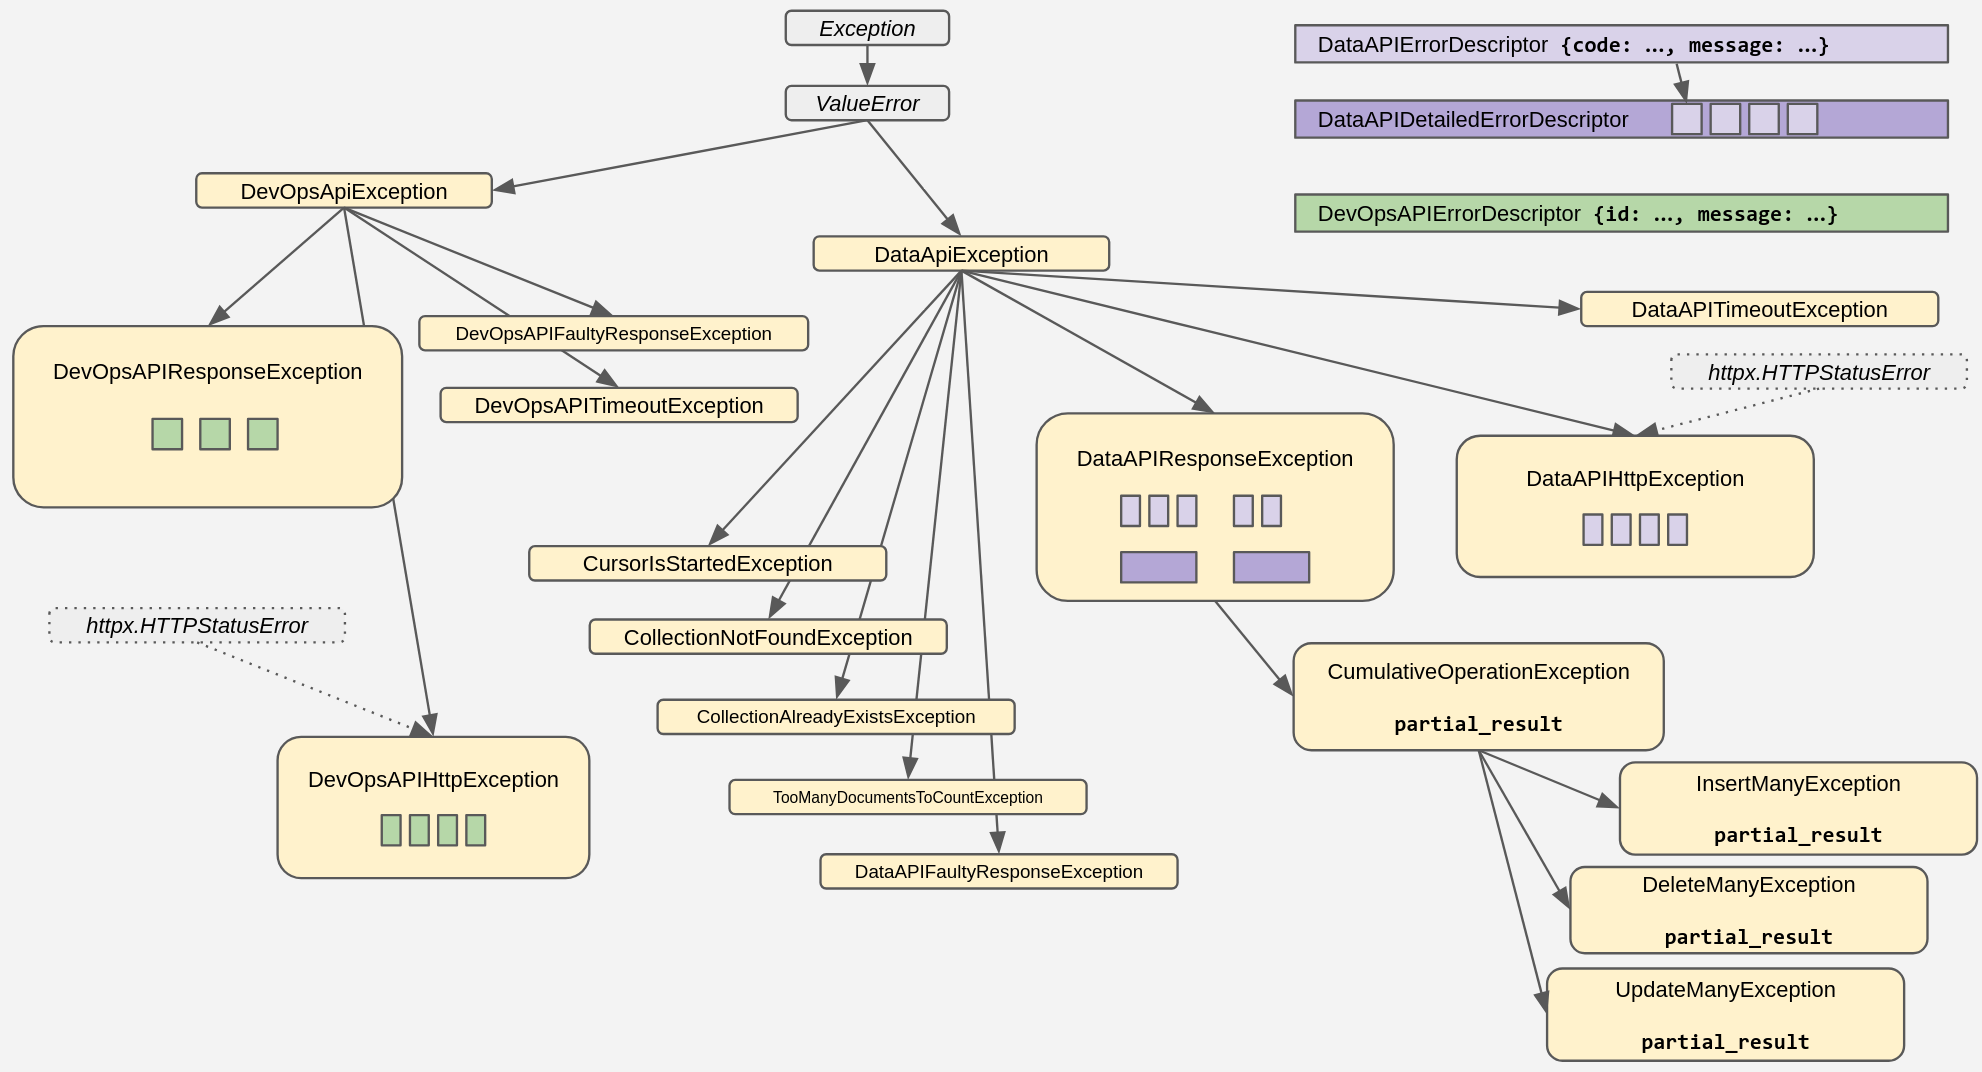 Exception
ValueError
DataAPIErrorDescriptor {code: ..., message: ...}
DataAPIDetailedErrorDescriptor
DevOpsAPIErrorDescriptor {id: ..., message: ...}
DevOpsApiException
DataApiException
DataAPITimeoutException
DevOpsAPIFaultyResponseException
DevOpsAPIResponseException
httpx.HTTPStatusError
DevOpsAPITimeoutException
DataAPIResponseException
DataAPIHttpException
CursorIsStartedException
httpx.HTTPStatusError
CollectionNotFoundException
CumulativeOperationException
partial_result
CollectionAlreadyExistsException
DevOpsAPIHttpException
TooManyDocumentsToCountException
InsertManyException
partial_result
DataAPIFaultyResponseException
DeleteManyException
partial_result
UpdateManyException
partial_result